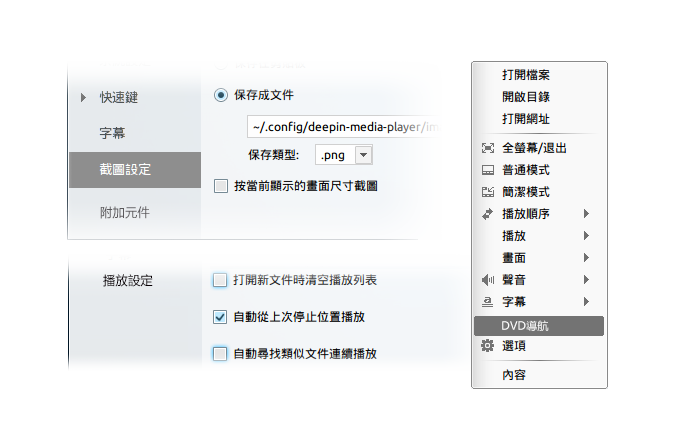 快速鍵
字幕
截圖設定
附加元件
保存成文件
~/.config/deepin-media-player/im
保存類型: .png
按當前顯示的畫面尺寸截圖
播放設定
打開新文件時清空播放列表
自動從上次停止位置播放
自動尋找類似文件連續播放
打開檔案
開啟目錄
打開網址
全螢幕/退出
普通模式
簡潔模式
播放順序
播放
畫面
聲音
字幕
DVD導航
選項
內容